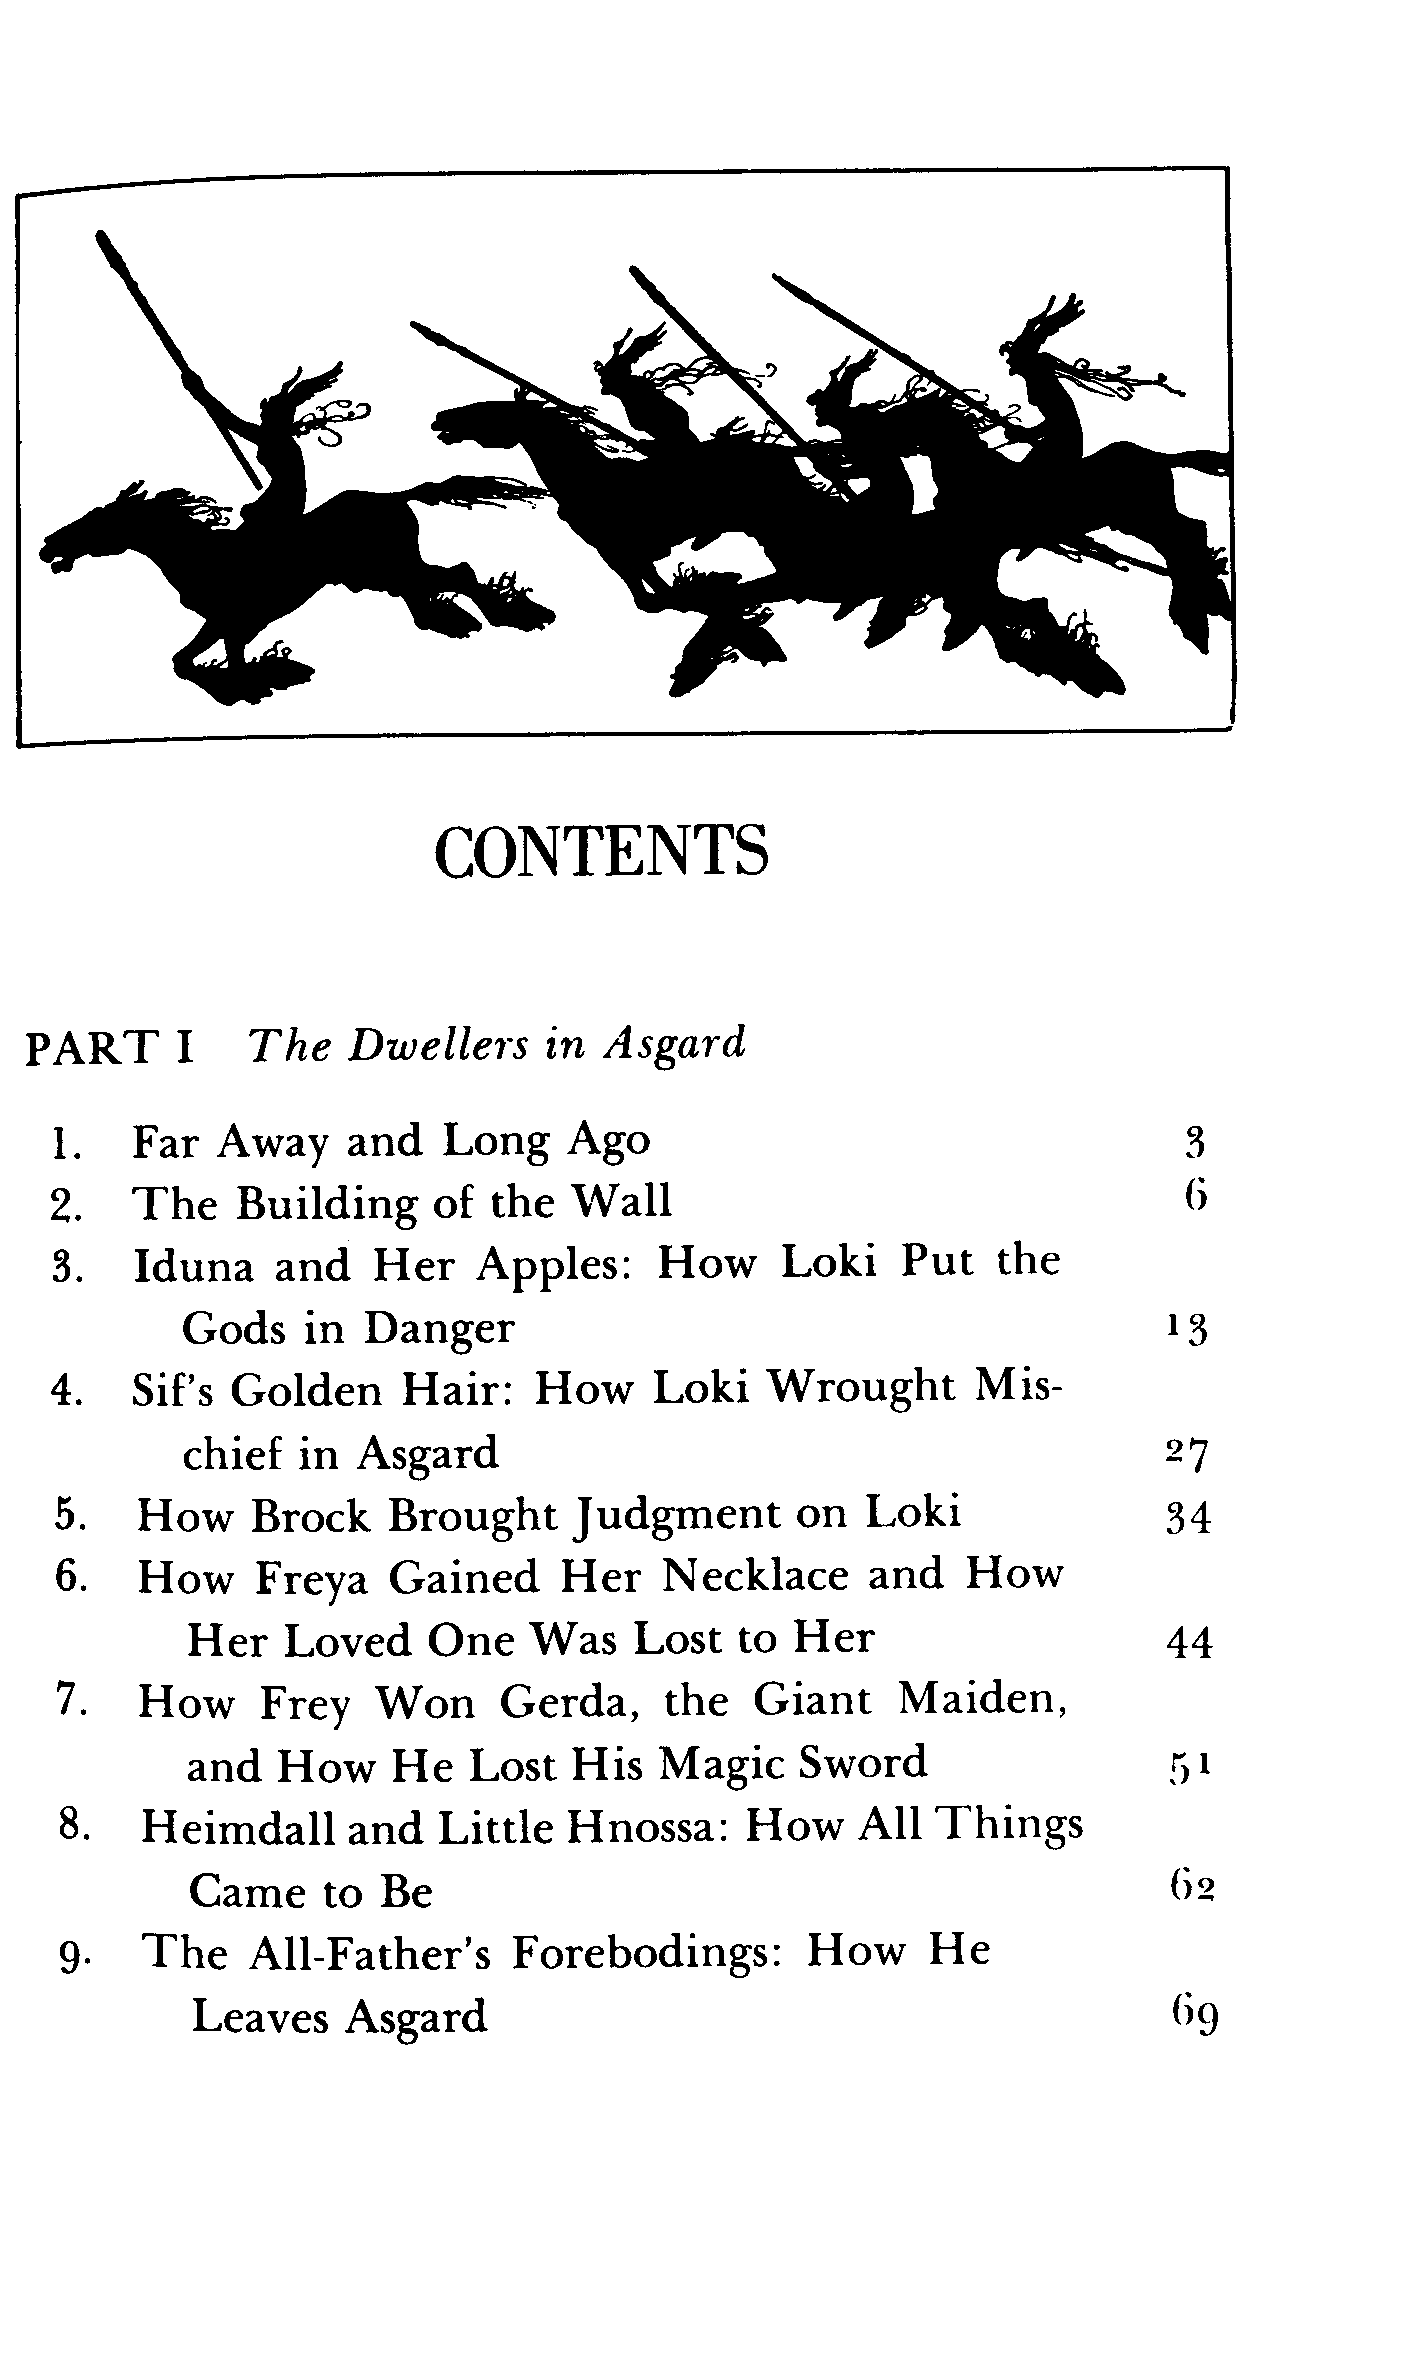 CONTENTS
PART I The Dwellers in Asgard
1. Far Away and Long Ago 3
2. The Building of the Wall 6
3. Iduna and Her Apples: How Loki Put the
Gods in Danger 13
4. Sif's Golden Hair: How Loki Wrought Mis-
chief in Asgard 27
5. How Brock Brought Judgment on Loki 34
6. How Freya Gained Her Necklace and How
Her Loved One Was Lost to Her 44
7. How Frey Won Gerda, the Giant Maiden,
and How He Lost His Magic Sword 51
8. Heimdall and Little Hnossa: How All Things
Came to Be 62
9. The All-Father's Forebodings: How He
Leaves Asgard 69